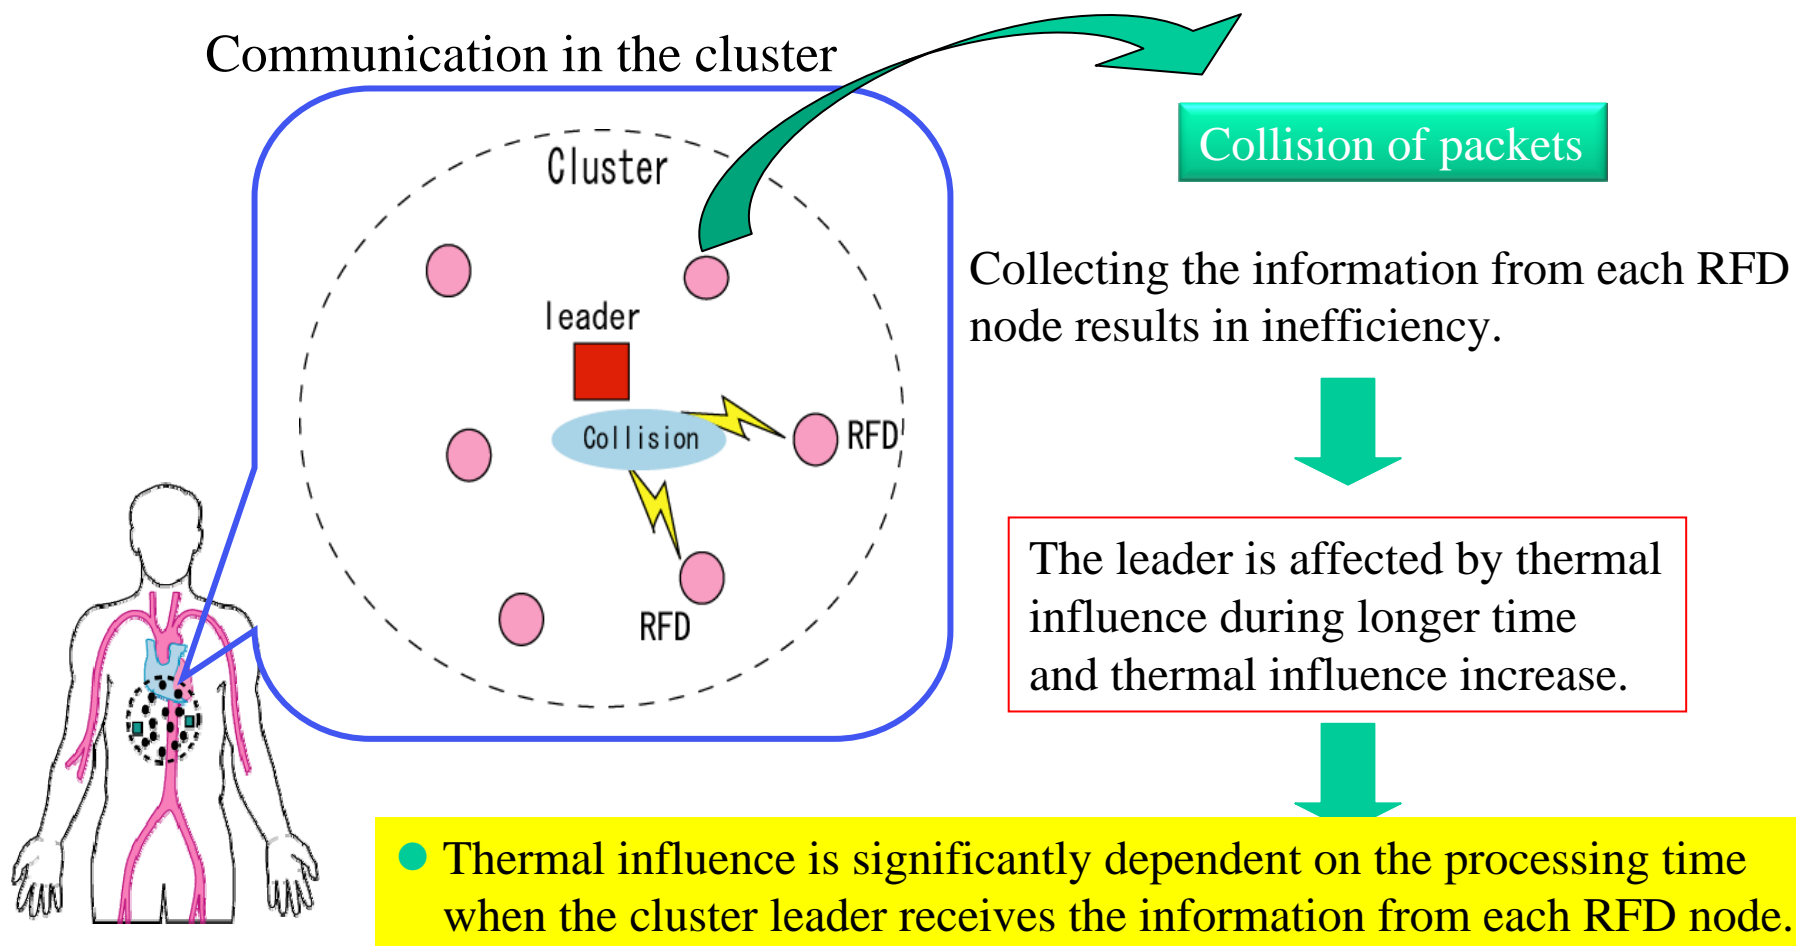 Communication in the cluster
Cluster
leader
Collision
RFD
RFD
Collision of packets
Collecting the information from each RFD
node results in inefficiency.
The leader is affected by thermal
influence during longer time
and thermal influence increase.
Thermal influence is significantly dependent on the processing time
when the cluster leader receives the information from each RFD node.